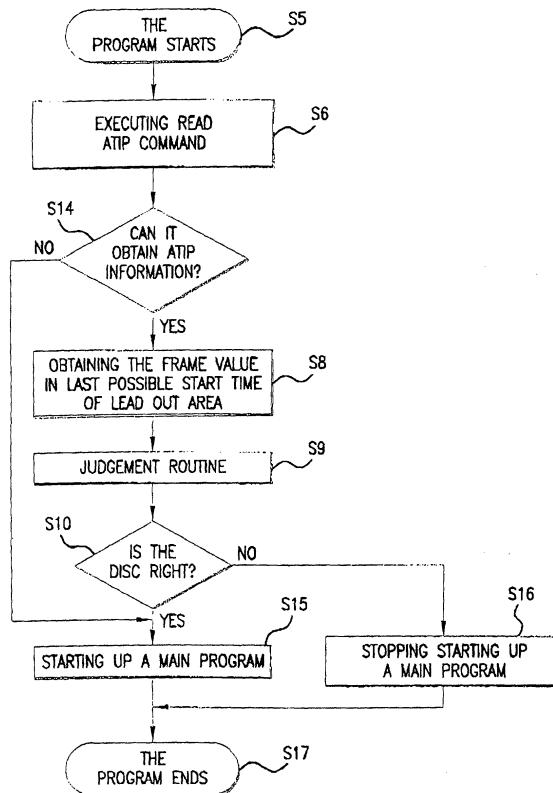 THE
PROGRAM STARTS
S5
EXECUTING READ
ATIP COMMAND
S6
S14
CAN IT
OBTAIN ATIP
INFORMATION?
NO
YES
OBTAINING THE FRAME VALUE
IN LAST POSSIBLE START TIME
OF LEAD OUT AREA
S8
JUDGEMENT ROUTINE
S9
S10
IS THE
DISC RIGHT?
NO
YES
S15
STARTING UP A MAIN PROGRAM
S16
STOPPING STARTING UP
A MAIN PROGRAM
THE
PROGRAM ENDS
S17